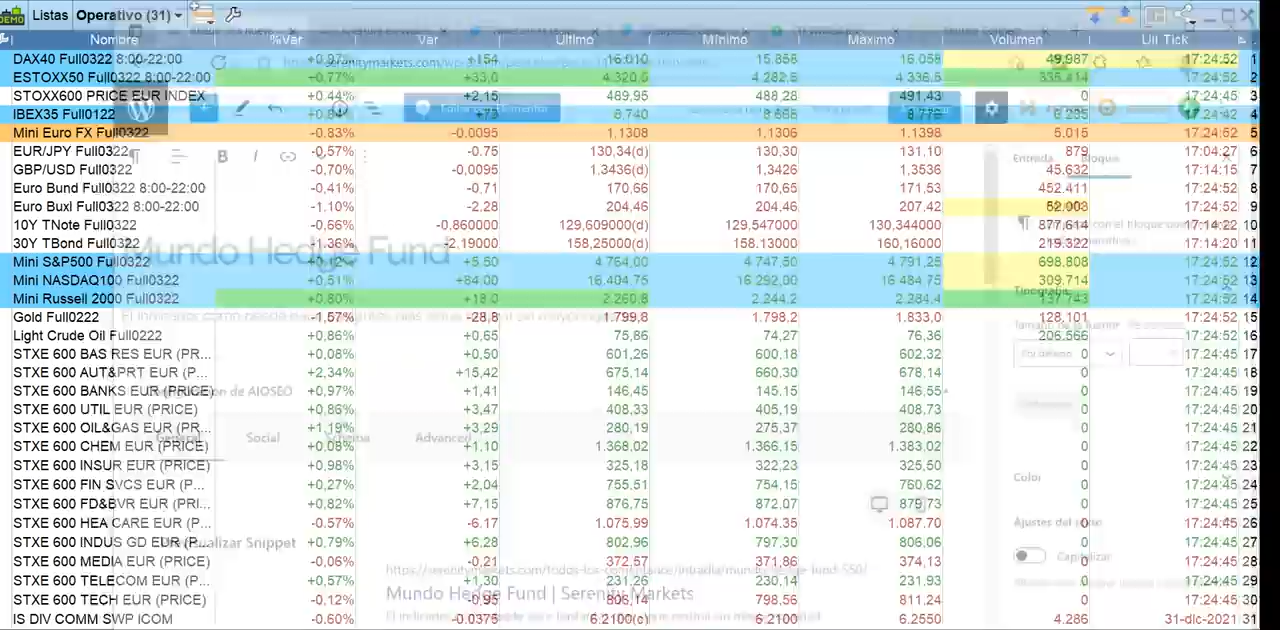 DEMO Listas Operativo (31)
Nombre %Ver Var Último Mínimo Máximo Volumen Últ Tick
DAX40 Full0322 8:00-22:00 16.010 15.858 16.058 49.987 17:24:52 1
ESTOXX50 Full0322 8:00-22:00 +0,77% +33,0 4.320,5 4.282,5 4.336,5 335.414 17:24:52 2
STOXX600 PRICE EUR INDEX +0,44% +2,15 489,95 488,28 491,43 0 17:24:45 3
IBEX35 Full0122 8.740 17:24:42 4
Mini Euro FX Full0322 -0,83% -0.0095 1,1308 1,1306 1,1398 5.015 17:24:52 5
EUR/JPY Full0322 -0,57% -0.75 130,34(d) 130,30 131,10 879 17:04:27 6
GBP/USD Full0322 -0,70% -0,0095 1,3436(d) 1,3426 1,3536 45.632 17:14:15 7
Euro Bund Full0322 8:00-22:00 -0,41% -0,71 170,66 170,65 171,53 452.411 17:24:52 8
Euro Buxl Full0322 8:00-22:00 -1,10% -2,28 204,46 204,46 207,42 17:24:52 9
10Y TNote Full0322 -0,66% -0,860000 129,609000(d) 129,547000 130,344000 877.614 17:14:22 10
30Y TBond Full0322 -1,36% -2,19000 158,25000(d) 158,13000 160,16000 219.322 17:14:20 11
Mini S&P500 Full0322 +0,12% +5,50 4 764,00 4 747,50 4 791,25 698.808 17:24:52 12
Mini NASDAQ100 Full0322 +0,51% +84,00 16 404,75 16 292,00 16 484 75 309.714 17:24:52 13
Mini Russell 2000 Full0322 +0,80% +18,0 2.260,8 2.244,2 2.284,4 137.743 17:24:52 14
Gold Full0222 -1,57% -28,8 1.799,8 1.798,2 1.833,0 128.101 17:24:52 15
Light Crude Oil Full0222 +0,86% +0,65 75,86 74,27 76,36 206.566 17:24:52 16
STXE 600 BAS RES EUR (PR... +0,08% +0,50 601,26 600,18 602,32 0 17:24:45 17
STXE 600 AUT&PRT EUR (P... +2,34% +15,42 675,14 660,30 678,14 0 17:24:45 18
STXE 600 BANKS EUR (PRICE) +0,97% +1,41 146,45 145,15 146,55 0 17:24:45 19
STXE 600 UTIL EUR (PRICE) +0,86% +3,47 408,33 405,19 408,73 0 17:24:45 20
STXE 600 OIL&GAS EUR (PR... +1,19% +3,29 280,19 275,37 280,86 0 17:24:45 21
STXE 600 CHEM EUR (PRICE) +0,08% +1,10 1.368,02 1.366,15 1.383,02 0 17:24:45 22
STXE 600 INSUR EUR (PRICE) +0,98% +3,15 325,18 322,23 325,50 0 17:24:45 23
STXE 600 FIN SVCS EUR (P... +0,27% +2,04 755,51 754,15 760,62 0 17:24:45 24
STXE 600 FD&BVR EUR (PRI... +0,82% +7,15 876,75 872,07 879,73 0 17:24:45 25
STXE 600 HEA CARE EUR (P... -0.57% -6.17 1.075,99 1.074.35 1.087.70 0 17:24:45 26
STXE 600 INDUS GD EUR (P... +0,79% +6,28 802,96 797,30 806,06 0 17:24:45 27
STXE 600 MEDIA EUR (PRICE) -0,06% -0,21 372,57 371,86 374,13 0 17:24:45 28
STXE 600 TELECOM EUR (P... +0,57% +1,30 231,26 230,14 231,93 0 17:24:45 29
STXE 600 TECH EUR (PRICE) -0,12% -0,95 806,14 798,56 811,24 0 17:24:45 30
IS DIV COMM SWP ICOM -0.60% -0.0375 6.2100(c) 6.2100 6.2550 4.286 31-dic-2021 31
Entrada Bloque
Mundo Hedge Fund
Tipografía
AIOSEO
General Social Schema Advanced
Color
Ajustes del
Snippet
Mundo Hedge Fund | Serenity Markets